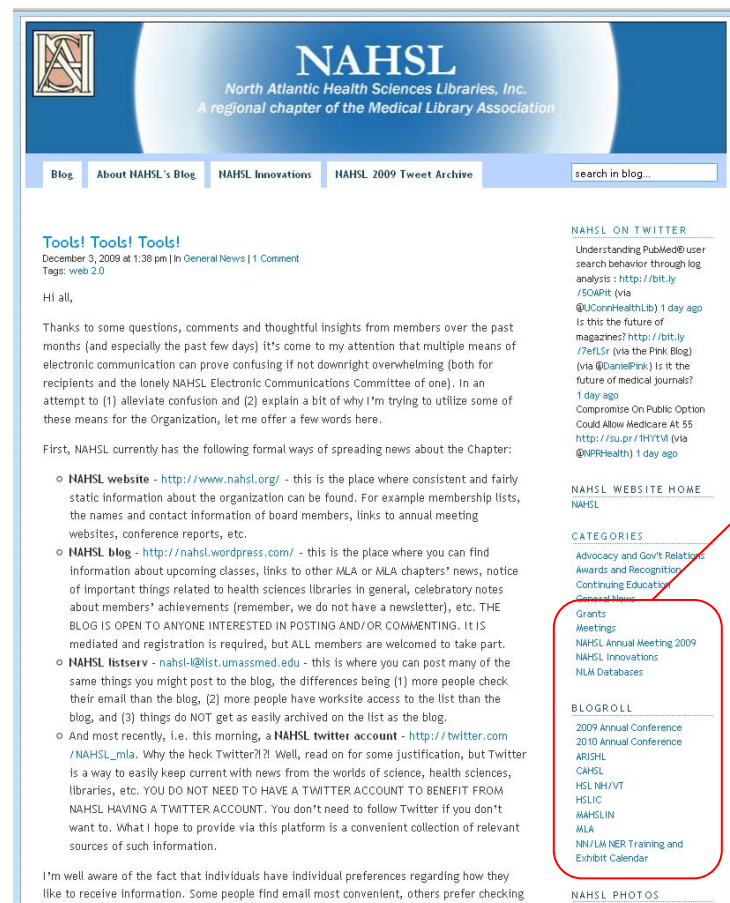 NAHSL
North Atlantic Health Sciences Libraries, Inc.
A regional chapter of the Medical Library Association
Blog
About NAHSL's Blog
NAHSL Innovations
NAHSL 2009 Tweet Archive
search in blog...
Tools! Tools! Tools!
December 3, 2009 at 1:38 pm | In General News | 1 Comment
Tags: web 2.0
Hi all,
Thanks to some questions, comments and thoughtful insights from members over the past
months (and especially the past few days) it's come to my attention that multiple means of
electronic communication can prove confusing if not downright overwhelming (both for
recipients and the lonely NAHSL Electronic Communications Committee of one). In an
attempt to (1) alleviate confusion and (2) explain a bit of why I'm trying to utilize some of
these means for the Organization, let me offer a few words here.
First, NAHSL currently has the following formal ways of spreading news about the Chapter:
NAHSL website - http://www.nahsl.org/ - this is the place where consistent and fairly
static information about the organization can be found. For example membership lists,
the names and contact information of board members, links to annual meeting
websites, conference reports, etc.
NAHSL blog - http://nahsl.wordpress.com/ - this is the place where you can find
information about upcoming classes, links to other MLA or MLA chapters' news, notice
of important things related to health sciences libraries in general, celebratory notes
about members' achievements (remember, we do not have a newsletter), etc. THE
BLOG IS OPEN TO ANYONE INTERESTED IN POSTING AND/OR COMMENTING. It IS
mediated and registration is required, but ALL members are welcomed to take part.
NAHSL listserv - nahsl-l@list.umassmed.edu - this is where you can post many of the
same things you might post to the blog, the differences being (1) more people check
their email than the blog, (2) more people have worksite access to the list than the
blog, and (3) things do NOT get as easily archived on the list as the blog.
And most recently, i.e. this morning, a NAHSL twitter account - http://twitter.com
/NAHSL_mla. Why the heck Twitter?!?! Well, read on for some justification, but Twitter
is a way to easily keep current with news from the worlds of science, health sciences,
libraries, etc. YOU DO NOT NEED TO HAVE A TWITTER ACCOUNT TO BENEFIT FROM
NAHSL HAVING A TWITTER ACCOUNT. You don't need to follow Twitter if you don't
want to. What I hope to provide via this platform is a convenient collection of relevant
sources of such information.
I'm well aware of the fact that individuals have individual preferences regarding how they
like to receive information. Some people find email most convenient, others prefer checking
NAHSL ON TWITTER
Understanding PubMed® user
search behavior through log
analysis : http://bit.ly
/5OAPit (via
@UConnHealthLib) 1 day ago
Is this the future of
magazines? http://bit.ly
/7efLSr (via the Pink Blog)
(via @DanielPink) Is it the
future of medical journals?
1 day ago
Compromise On Public Option
Could Allow Medicare At 55
http://su.pr/1HYtVl (via
@NPRHealth) 1 day ago
NAHSL WEBSITE HOME
NAHSL
CATEGORIES
Advocacy and Gov't Relations
Awards and Recognition
Continuing Education
General News
Grants
Meetings
NAHSL Annual Meeting 2009
NAHSL Innovations
NLM Databases
BLOGROLL
2009 Annual Conference
2010 Annual Conference
ARISHL
CAHSL
HSL NH/VT
HSLIC
MAHSLIN
MLA
NN/LM NER Training and
Exhibit Calendar
NAHSL PHOTOS